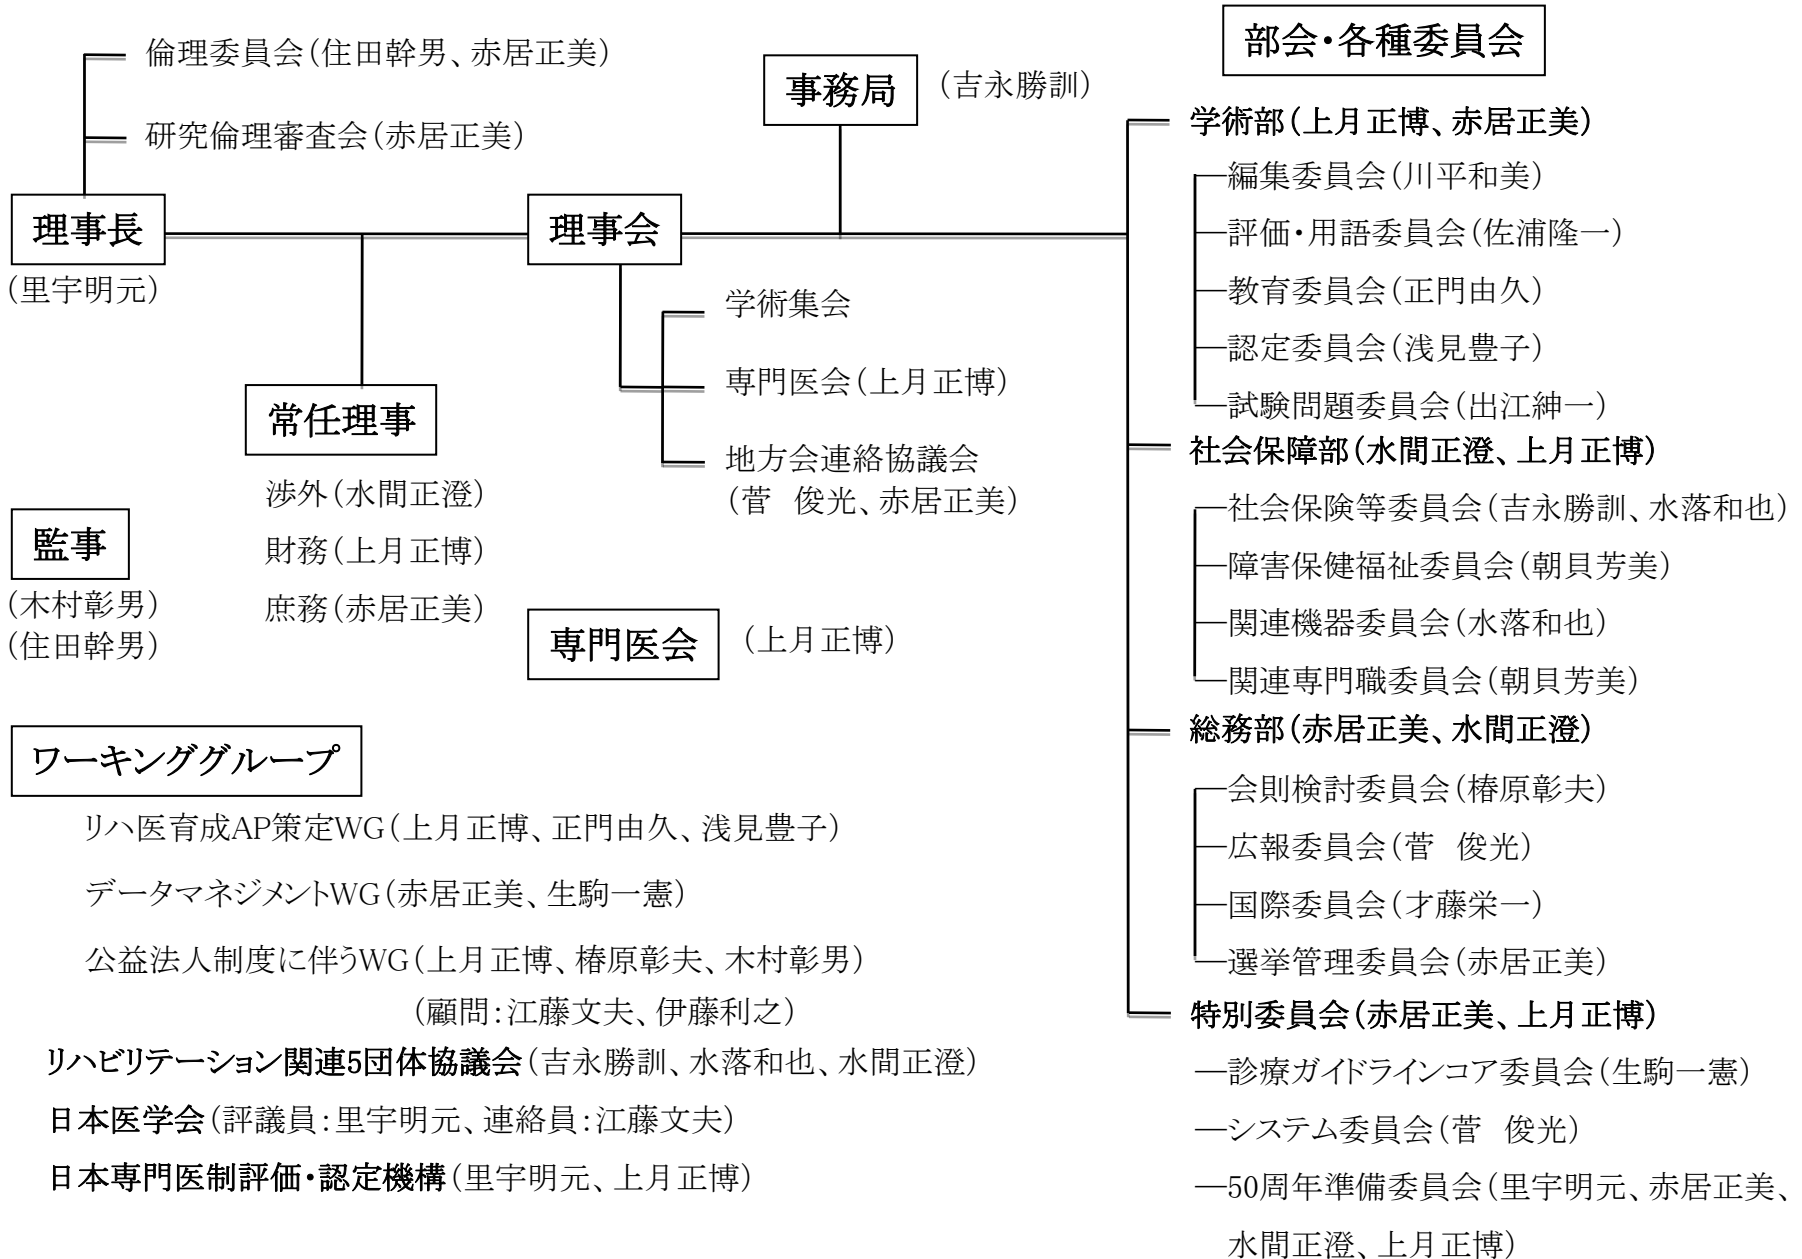 倫理委員会(住田幹男、赤居正美)
研究倫理審査会(赤居正美)
理事長
(里宇明元)
理事会
事務局
(吉永勝訓)
常任理事
渉外(水間正澄)
財務(上月正博)
庶務(赤居正美)
学術集会
専門医会(上月正博)
地方会連絡協議会
(菅 俊光、赤居正美)
監事
(木村彰男)
(住田幹男)
専門医会
(上月正博)
ワーキンググループ
リハ医育成AP策定WG(上月正博、正門由久、浅見豊子)
データマネジメントWG(赤居正美、生駒一憲)
公益法人制度に伴うWG(上月正博、椿原彰夫、木村彰男)
(顧問:江藤文夫、伊藤利之)
リハビリテーション関連5団体協議会(吉永勝訓、水落和也、水間正澄)
日本医学会(評議員:里宇明元、連絡員:江藤文夫)
日本専門医制評価・認定機構(里宇明元、上月正博)
部会・各種委員会
学術部(上月正博、赤居正美)
―編集委員会(川平和美)
―評価・用語委員会(佐浦隆一)
―教育委員会(正門由久)
―認定委員会(浅見豊子)
―試験問題委員会(出江紳一)
社会保障部(水間正澄、上月正博)
―社会保険等委員会(吉永勝訓、水落和也)
―障害保健福祉委員会(朝貝芳美)
―関連機器委員会(水落和也)
―関連専門職委員会(朝貝芳美)
総務部(赤居正美、水間正澄)
―会則検討委員会(椿原彰夫)
―広報委員会(菅 俊光)
―国際委員会(才藤栄一)
―選挙管理委員会(赤居正美)
特別委員会(赤居正美、上月正博)
―診療ガイドラインコア委員会(生駒一憲)
―システム委員会(菅 俊光)
―50周年準備委員会(里宇明元、赤居正美、
水間正澄、上月正博)